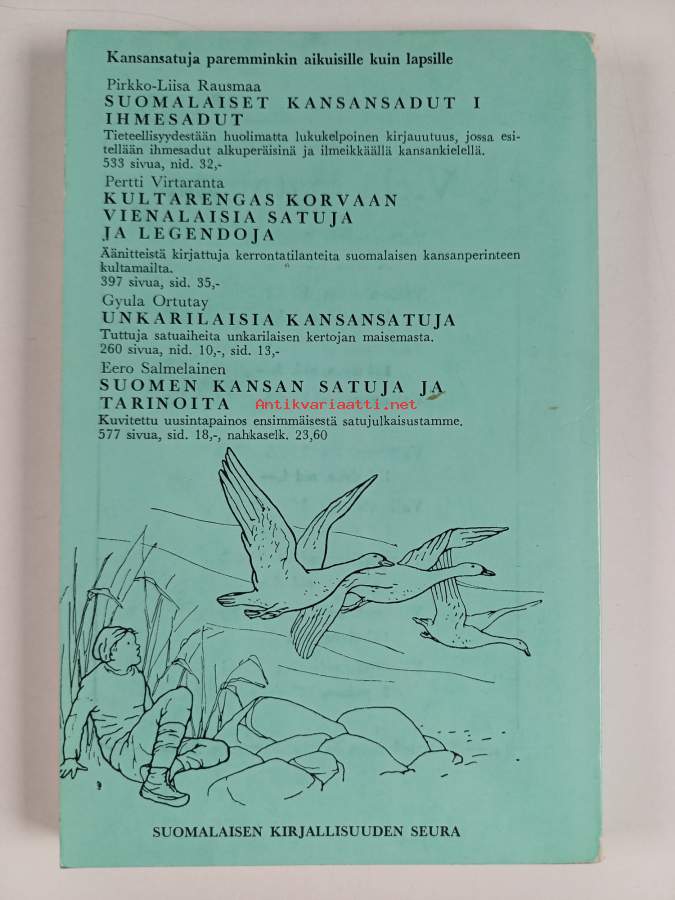 Kansansatuja paremminkin aikuisille kuin lapsille
Pirkko-Liisa Rausmaa
SUOMALAISET KANSANSADUT I
IHMESADUT
Tieteellisyydestään huolimatta lukukelpoinen kirjauutuus, jossa esi-
tellään ihmesadut alkuperäisinä ja ilmeikkäällä kansankielellä.
533 sivua, nid. 32,-
Pertti Virtaranta
KULTARENGAS KORVAAN
VIENALAISIA SATUJA
JA LEGENDOJA
Äänitteistä kirjattuja kerrontatilanteita suomalaisen kansanperinteen
kultamailta.
397 sivua, sid. 35,-
Gyula Ortutay
UNKARILAISIA KANSANSATUJA
Tuttuja satuaiheita unkarilaisen kertojan maisemasta.
260 sivua, nid. 10,-, sid. 13,-
Eero Salmelainen
SUOMEN KANSAN SATUJA JA
TARINOITA
Antikvariaatti.net
Kuvitettu uusintapainos ensimmäisestä satujulkaisustamme.
577 sivua, sid. 18,-, nahkaselk. 23,60
SUOMALAISEN KIRJALLISUUDEN SEURA